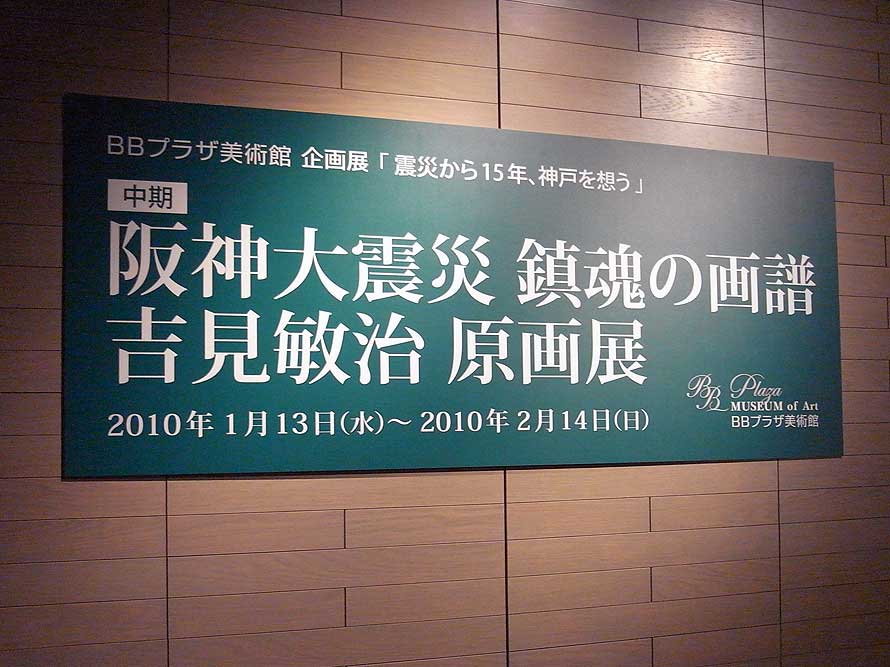 BBプラザ美術館 企画展「震災から15年、神戸を想う」
中期
阪神大震災 鎮魂の画譜
吉見敏治 原画展
2010年1月13日(水)～2010年2月14日(日)
BB Plaza
MUSEUM of Art
BBプラザ美術館